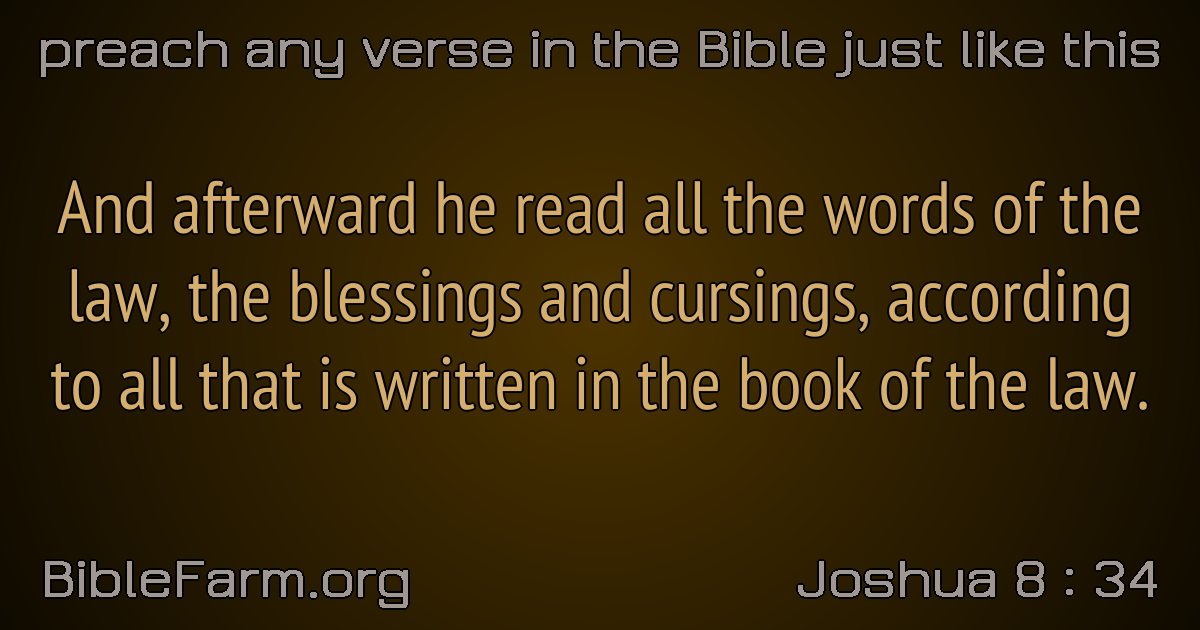 preach any verse in the Bible just like this
And afterward he read all the words of the
law, the blessings and cursings, according
to all that is written in the book of the law.
BibleFarm.org
Joshua 8 : 34